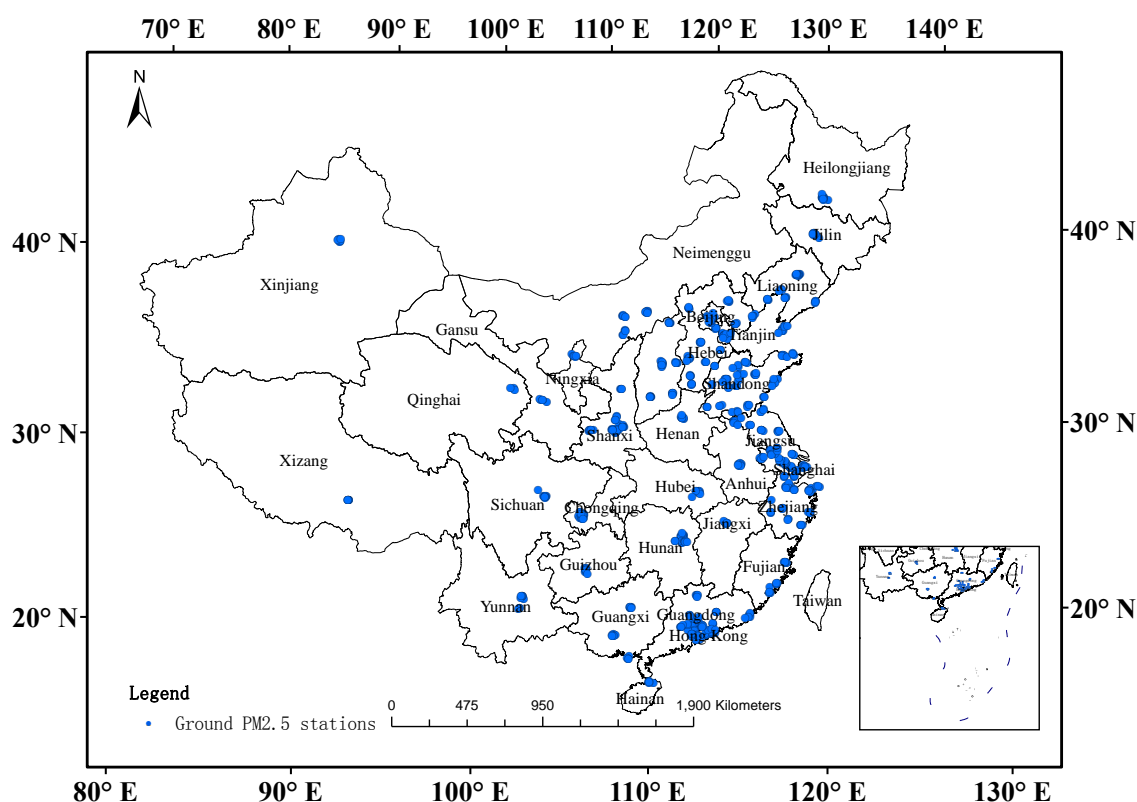 70° E 80° E 90° E 100° E 110° E 120° E 130° E 140° E
N
Heilongjiang
Jilin
40° N
40° N
Neimenggu
Xinjiang
Liaoning
Beijing
Gansu
Tianjin
Hebei
Ningxia
Shandong
Qinghai
30° N
30° N
Shanxi
Henan
Jiangsu
Xizang
Shanghai
Anhui
Hubei
Sichuan
Chongqing
Zhejiang
Jiangxi
Hunan
Guizhou
Fujian
Taiwan
Yunnan
20° N
20° N
Guangxi
Guangdong
Hong Kong
Hainan
Legend
Ground PM2.5 stations
0 475 950 1,900 Kilometers
80° E 90° E 100° E 110° E 120° E 130° E